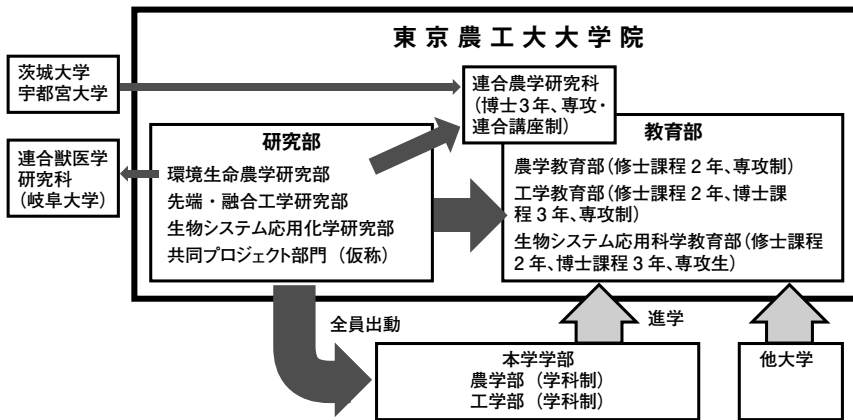 東京農工大大学院
茨城大学
宇都宮大学
連合農学研究科
(博士3年、専攻・
連合講座制)
連合獣医学
研究科
(岐阜大学)
研究部
環境生命農学研究部
先端・融合工学研究部
生物システム応用化学研究部
共同プロジェクト部門（仮称）
教育部
農学教育部(修士課程2年、専攻制)
工学教育部(修士課程2年、博士課
程3年、専攻制)
生物システム応用科学教育部(修士課程
2年、博士課程3年、専攻生)
全員出動
進学
本学学部
農学部（学科制）
工学部（学科制）
他大学